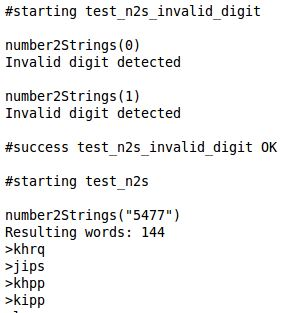 #starting test_n2s_invalid_digit
number2Strings(0)
Invalid digit detected
number2Strings(1)
Invalid digit detected
#success test_n2s_invalid_digit OK
#starting test_n2s
number2Strings("5477")
Resulting words: 144
>khrq
>jips
>khpp
>kipp